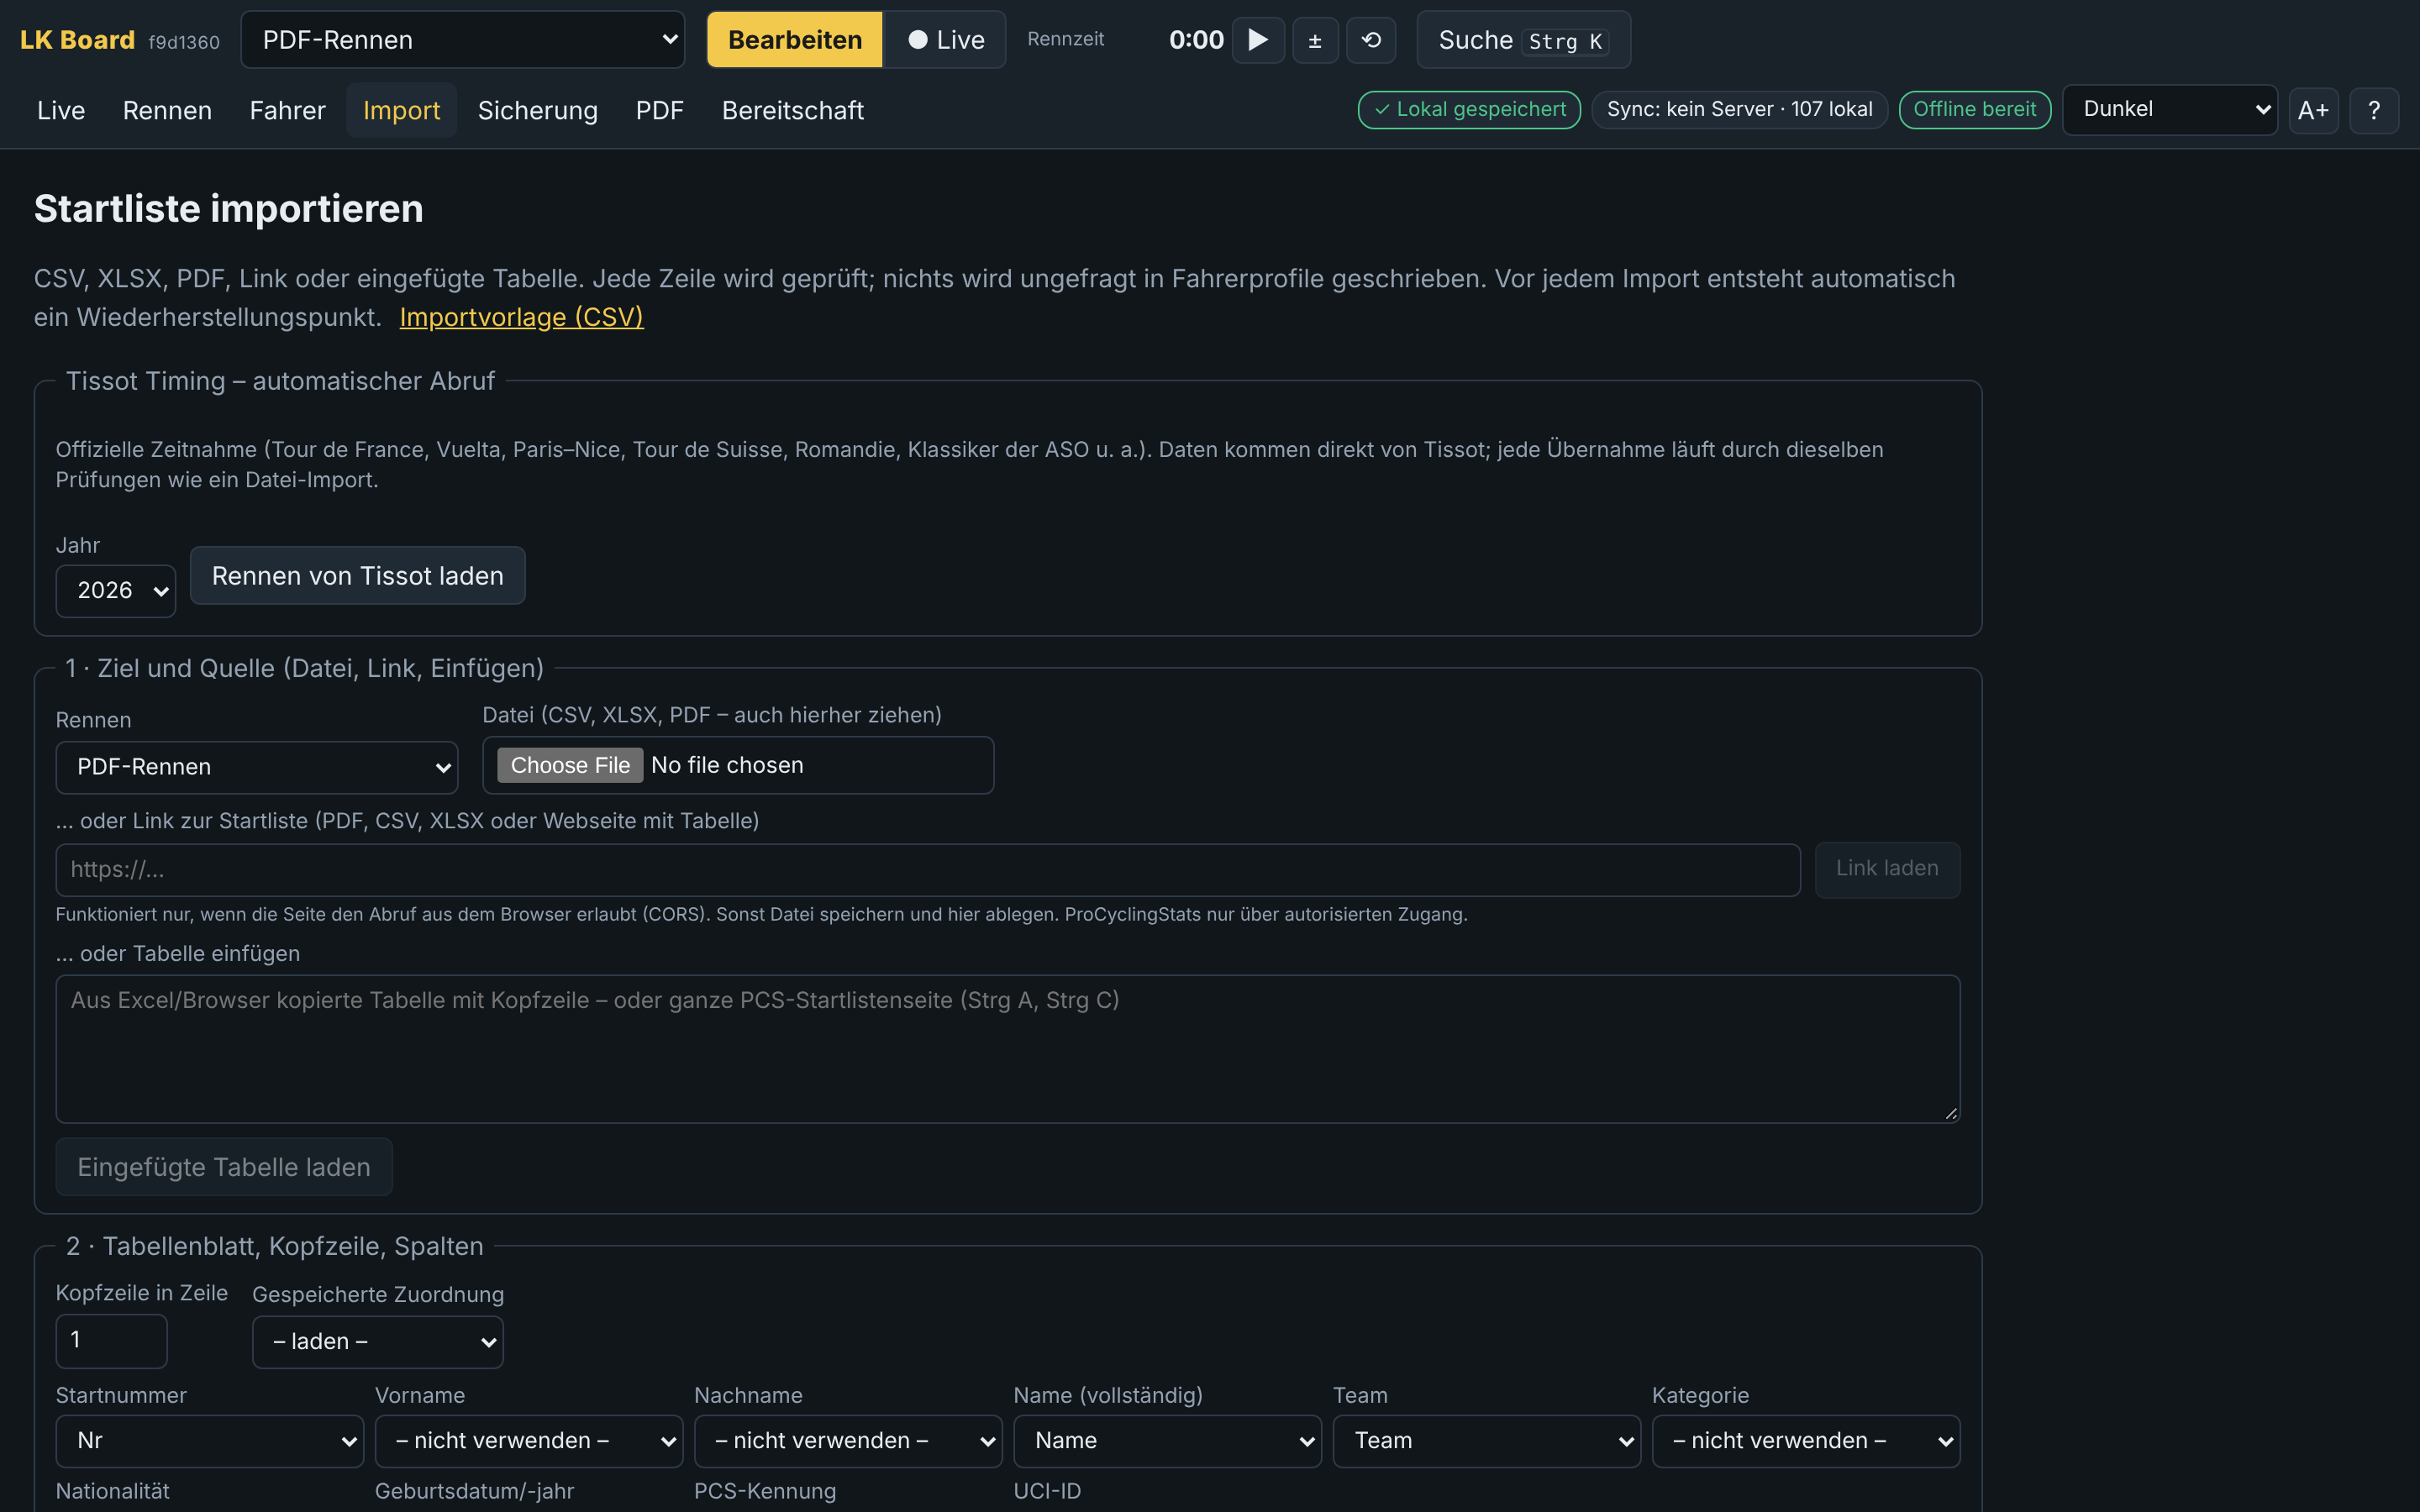 LK Board f9d1360 PDF-Rennen Bearbeiten Live Rennzeit 0:00 ± Suche Strg K
Live Rennen Fahrer Import Sicherung PDF Bereitschaft ✓ Lokal gespeichert Sync: kein Server · 107 lokal Offline bereit Dunkel A+ ?
Startliste importieren
CSV, XLSX, PDF, Link oder eingefügte Tabelle. Jede Zeile wird geprüft; nichts wird ungefragt in Fahrerprofile geschrieben. Vor jedem Import entsteht automatisch
ein Wiederherstellungspunkt. Importvorlage (CSV)
Tissot Timing – automatischer Abruf
Offizielle Zeitnahme (Tour de France, Vuelta, Paris–Nice, Tour de Suisse, Romandie, Klassiker der ASO u. a.). Daten kommen direkt von Tissot; jede Übernahme läuft durch dieselben
Prüfungen wie ein Datei-Import.
Jahr
2026 Rennen von Tissot laden
1 · Ziel und Quelle (Datei, Link, Einfügen)
Rennen Datei (CSV, XLSX, PDF – auch hierher ziehen)
PDF-Rennen Choose File No file chosen
… oder Link zur Startliste (PDF, CSV, XLSX oder Webseite mit Tabelle)
https://… Link laden
Funktioniert nur, wenn die Seite den Abruf aus dem Browser erlaubt (CORS). Sonst Datei speichern und hier ablegen. ProCyclingStats nur über autorisierten Zugang.
… oder Tabelle einfügen
Aus Excel/Browser kopierte Tabelle mit Kopfzeile – oder ganze PCS-Startlistenseite (Strg A, Strg C)
Eingefügte Tabelle laden
2 · Tabellenblatt, Kopfzeile, Spalten
Kopfzeile in Zeile Gespeicherte Zuordnung
1 – laden –
Startnummer Vorname Nachname Name (vollständig) Team Kategorie
Nr – nicht verwenden – – nicht verwenden – Name Team – nicht verwenden –
Nationalität Geburtsdatum/-jahr PCS-Kennung UCI-ID